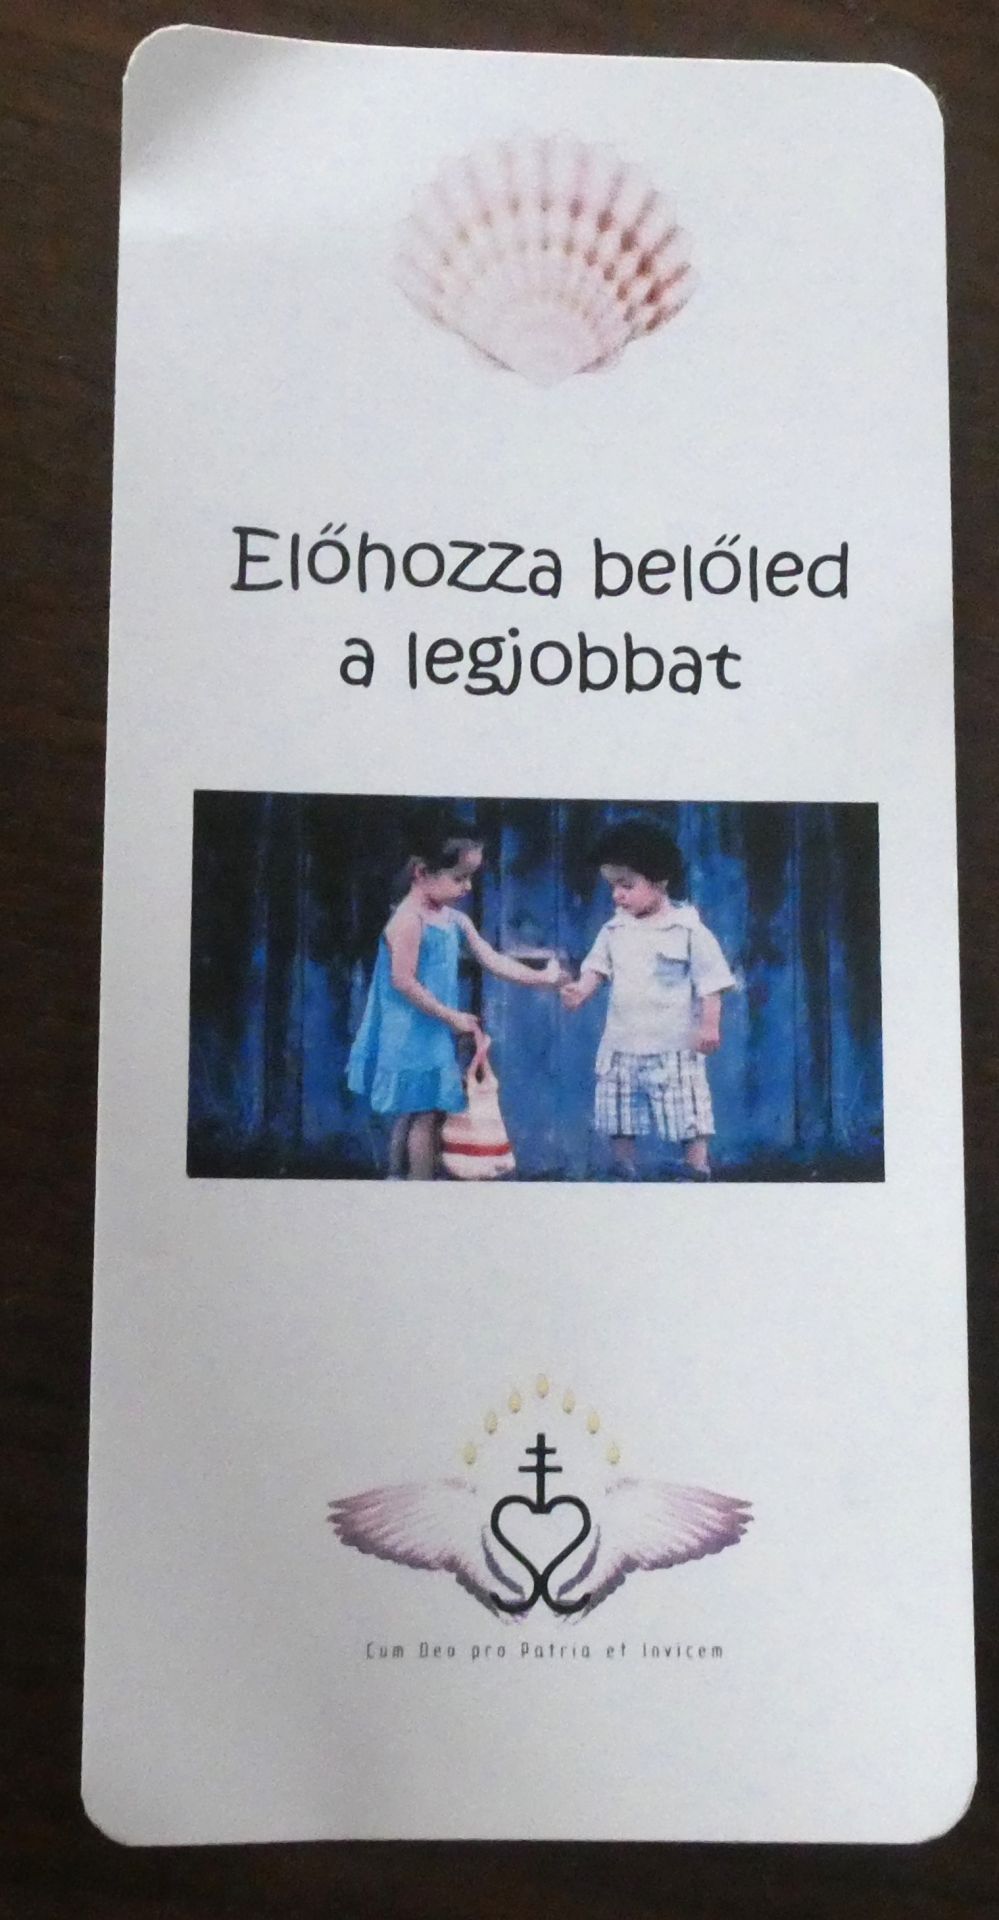 Előhozza belőled
a legjobbat
Cum Deo pro Patria et Invicem